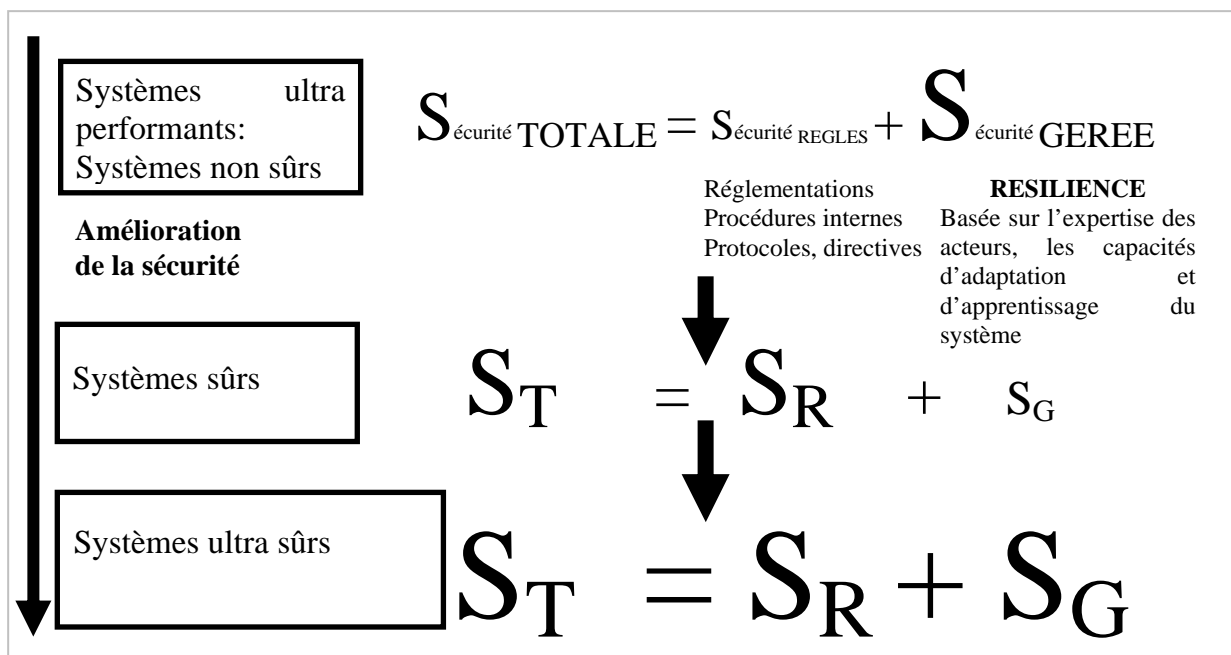 Systèmes ultra
performants:
Systèmes non sûrs
Sécurité TOTALE = Sécurité REGLES + Sécurité GEREE
Réglementations
Procédures internes
Protocoles, directives
RESILIENCE
Basée sur l’expertise des
acteurs, les capacités
d’adaptation et
d’apprentissage du
système
Amélioration
de la sécurité
Systèmes sûrs
ST = SR + SG
Systèmes ultra sûrs
ST = SR + SG